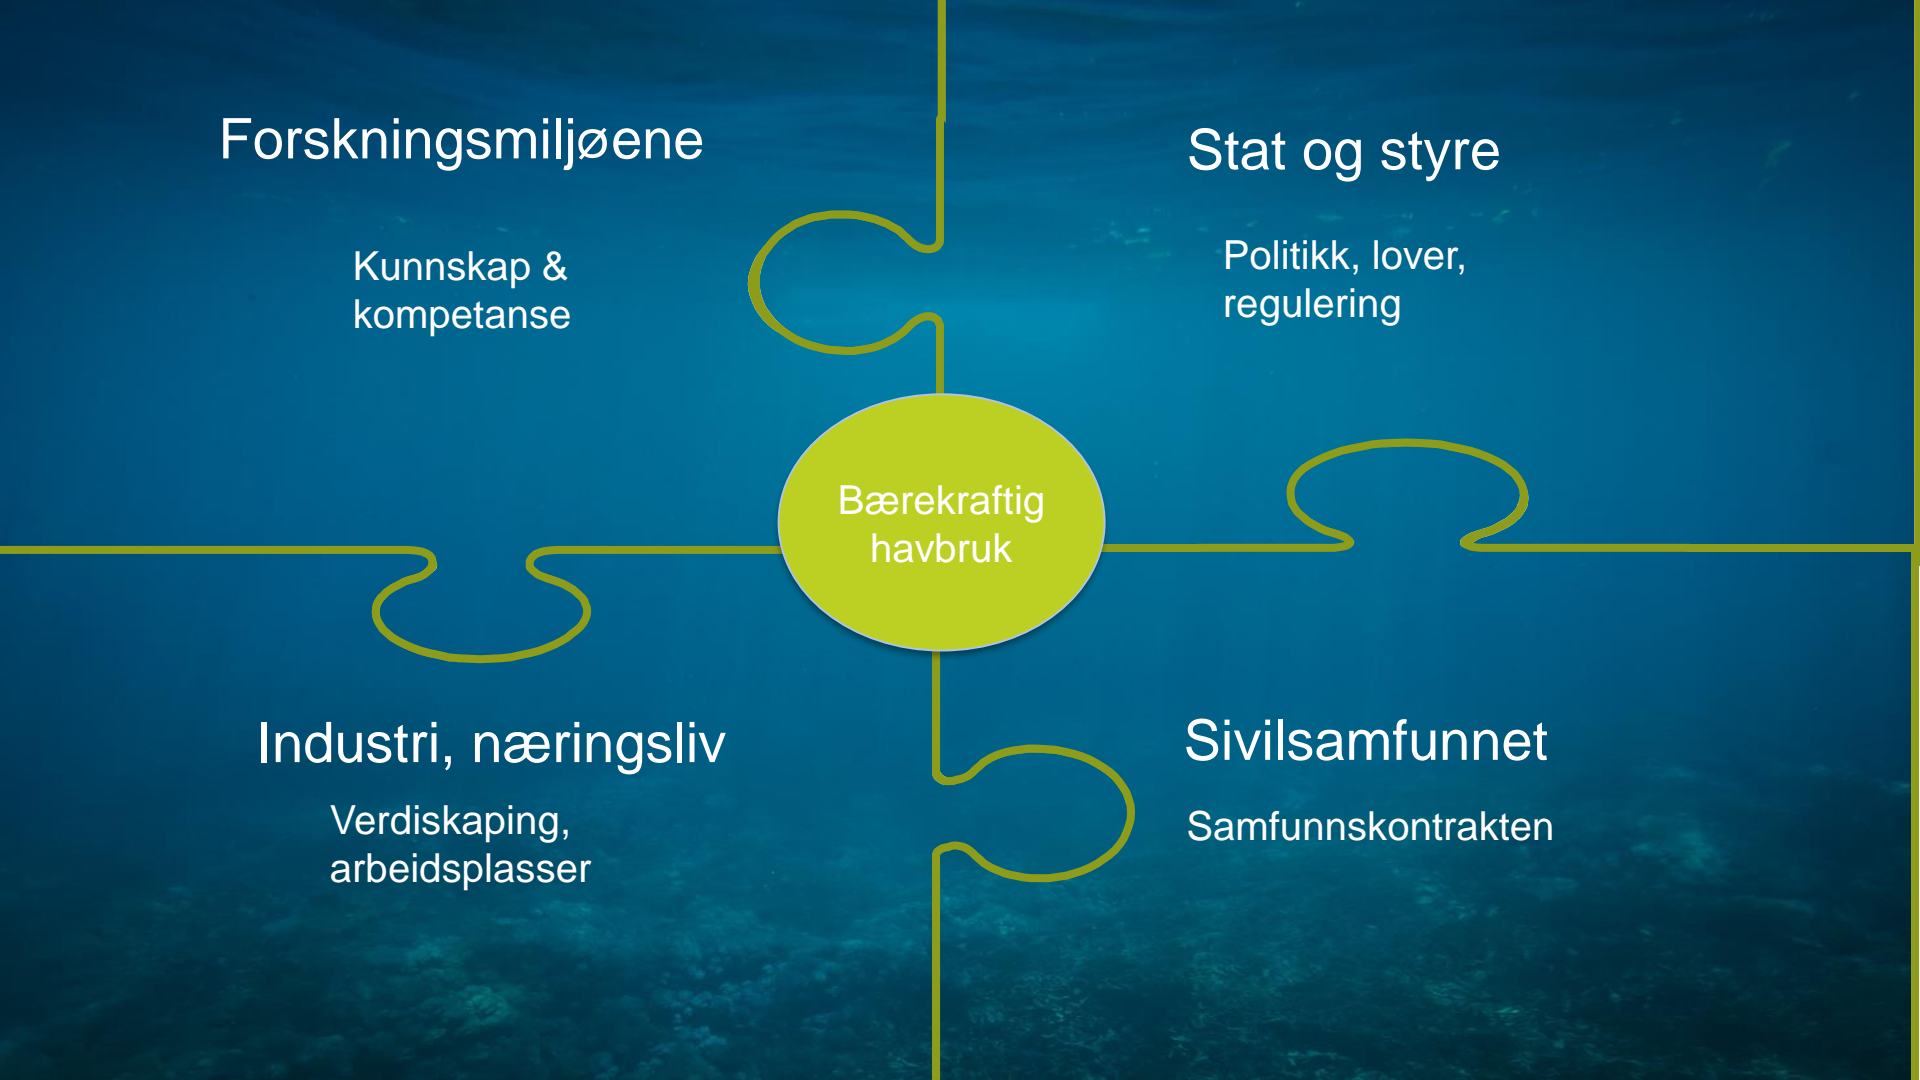 Forskningsmiljøene
Kunnskap &
kompetanse
Stat og styre
Politikk, lover,
regulering
Bærekraftig
havbruk
Industri, næringsliv
Verdiskaping,
arbeidsplasser
Sivilsamfunnet
Samfunnskontrakten